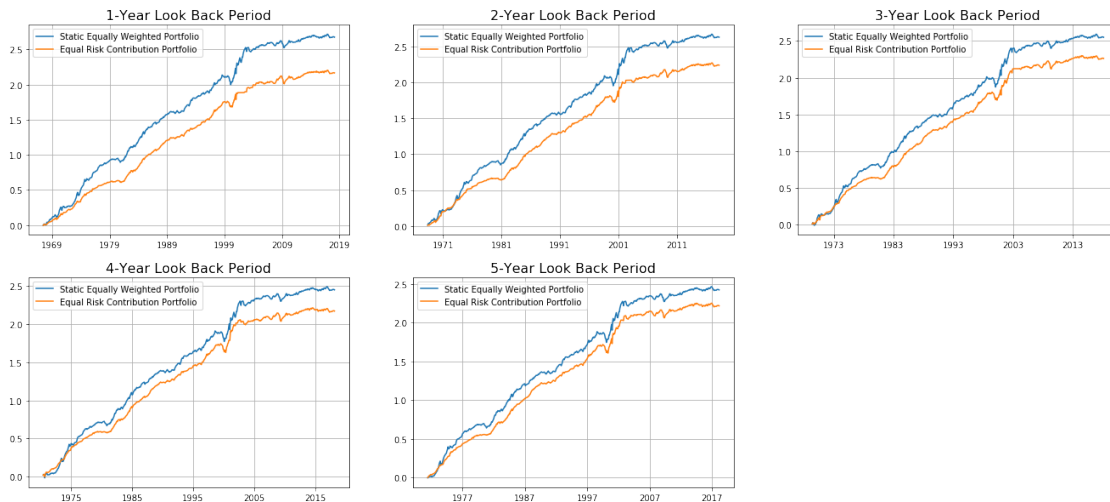 1-Year Look Back Period
Static Equally Weighted Portfolio
Equal Risk Contribution Portfolio
2.5
2.0
1.5
1.0
0.5
0.0
1969 1979 1989 1999 2009 2019
2-Year Look Back Period
Static Equally Weighted Portfolio
Equal Risk Contribution Portfolio
2.5
2.0
1.5
1.0
0.5
0.0
1971 1981 1991 2001 2011
3-Year Look Back Period
Static Equally Weighted Portfolio
Equal Risk Contribution Portfolio
2.5
2.0
1.5
1.0
0.5
0.0
1973 1983 1993 2003 2013
4-Year Look Back Period
Static Equally Weighted Portfolio
Equal Risk Contribution Portfolio
2.5
2.0
1.5
1.0
0.5
0.0
1975 1985 1995 2005 2015
5-Year Look Back Period
Static Equally Weighted Portfolio
Equal Risk Contribution Portfolio
2.5
2.0
1.5
1.0
0.5
0.0
1977 1987 1997 2007 2017